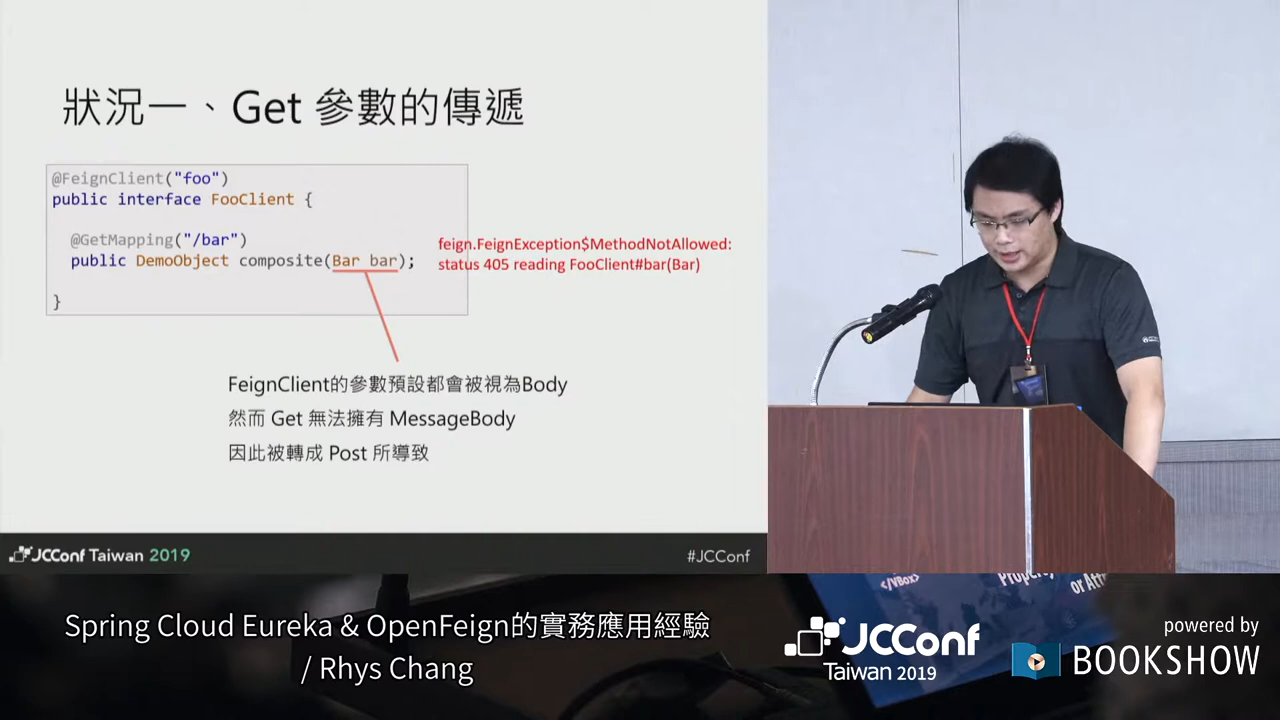 狀況一、Get 參數的傳遞
@FeignClient("foo")
public interface FooClient {
@GetMapping("/bar")
public DemoObject composite(Bar bar);
}
feign.FeignException$MethodNotAllowed:
status 405 reading FooClient#bar(Bar)
FeignClient的參數預設都會被視為Body
然而 Get 無法擁有 MessageBody
因此被轉成 Post 所導致
JCConf Taiwan 2019
#JCConf
</VBox>
Spring Cloud Eureka & OpenFeign的實務應用經驗
/ Rhys Chang
JCConf
Taiwan 2019
powered by
BOOKSHOW